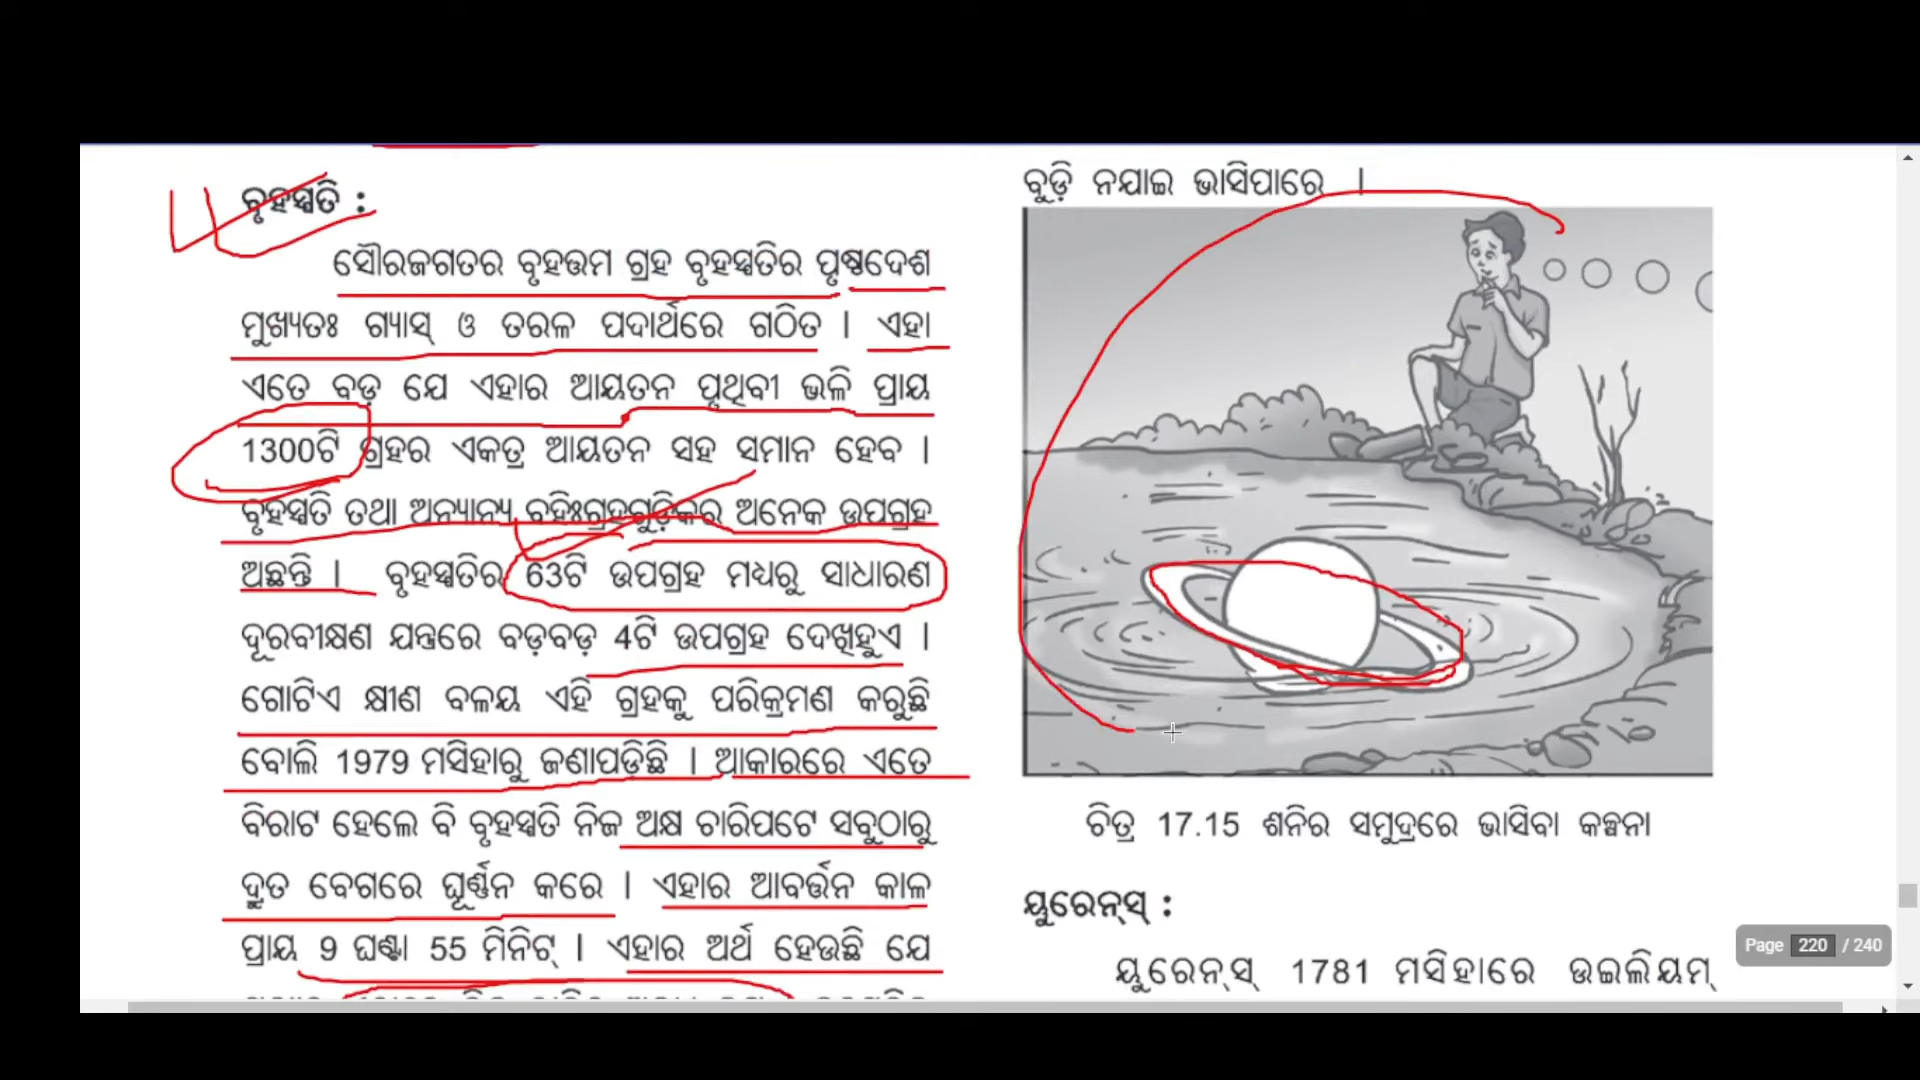 ବୃହସ୍ପତି :
ସୌରଜଗତର ବୃହତ୍ତମ ଗ୍ରହ ବୃହସ୍ପତିର ପୃଷ୍ଠଦେଶ
ମୁଖ୍ୟତଃ ଗ୍ୟାସ୍ ଓ ତରଳ ପଦାର୍ଥରେ ଗଠିତ । ଏହା
ଏତେ ବଡ଼ ଯେ ଏହାର ଆୟତନ ପୃଥିବୀ ଭଳି ପ୍ରାୟ
1300ଟି ଗ୍ରହର ଏକତ୍ର ଆୟତନ ସହ ସମାନ ହେବ ।
ବୃହସ୍ପତି ତଥା ଅନ୍ୟାନ୍ୟ ବହିଃଗ୍ରହଗୁଡ଼ିକର ଅନେକ ଉପଗ୍ରହ
ଅଛନ୍ତି । ବୃହସ୍ପତିର 63ଟି ଉପଗ୍ରହ ମଧ୍ୟରୁ ସାଧାରଣ
ଦୂରବୀକ୍ଷଣ ଯନ୍ତ୍ରରେ ବଡ଼ବଡ଼ 4ଟି ଉପଗ୍ରହ ଦେଖିହୁଏ ।
ଗୋଟିଏ କ୍ଷୀଣ ବଳୟ ଏହି ଗ୍ରହକୁ ପରିକ୍ରମଣ କରୁଛି
ବୋଲି 1979 ମସିହାରୁ ଜଣାପଡ଼ିଛି । ଆକାରରେ ଏତେ
ବିରାଟ ହେଲେ ବି ବୃହସ୍ପତି ନିଜ ଅକ୍ଷ ଚାରିପଟେ ସବୁଠାରୁ
ଦ୍ରୁତ ବେଗରେ ଘୂର୍ଣ୍ଣନ କରେ । ଏହାର ଆବର୍ତ୍ତନ କାଳ
ପ୍ରାୟ 9 ଘଣ୍ଟା 55 ମିନିଟ୍ । ଏହାର ଅର୍ଥ ହେଉଛି ଯେ
ବୁଡ଼ି ନଯାଇ ଭାସିପାରେ ।
ଚିତ୍ର 17.15 ଶନିର ସମୁଦ୍ରରେ ଭାସିବା କଳ୍ପନା
ୟୁରେନ୍‌ସ୍ :
ୟୁରେନ୍‌ସ୍ 1781 ମସିହାରେ ଉଇଲିୟମ୍
Page 220 / 240